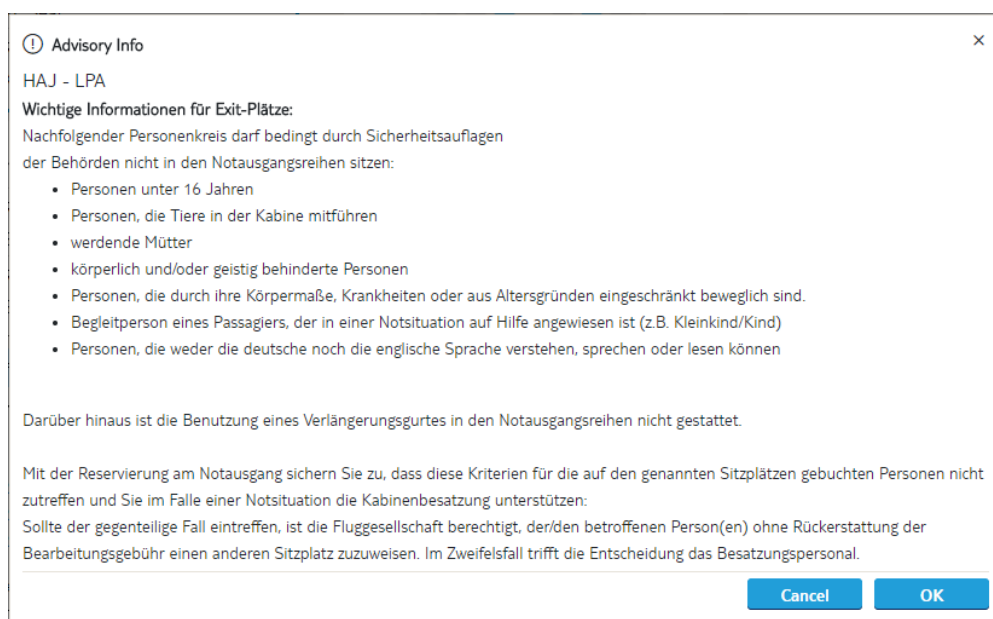 Advisory Info
HAJ - LPA
Wichtige Informationen für Exit-Plätze:
Nachfolgender Personenkreis darf bedingt durch Sicherheitsauflagen
der Behörden nicht in den Notausgangsreihen sitzen:
• Personen unter 16 Jahren
• Personen, die Tiere in der Kabine mitführen
• werdende Mütter
• körperlich und/oder geistig behinderte Personen
• Personen, die durch ihre Körpermaße, Krankheiten oder aus Altersgründen eingeschränkt beweglich sind.
• Begleitperson eines Passagiers, der in einer Notsituation auf Hilfe angewiesen ist (z.B. Kleinkind/Kind)
• Personen, die weder die deutsche noch die englische Sprache verstehen, sprechen oder lesen können
Darüber hinaus ist die Benutzung eines Verlängerungsgurtes in den Notausgangsreihen nicht gestattet.
Mit der Reservierung am Notausgang sichern Sie zu, dass diese Kriterien für die auf den genannten Sitzplätzen gebuchten Personen nicht
zutreffen und Sie im Falle einer Notsituation die Kabinenbesatzung unterstützen:
Sollte der gegenteilige Fall eintreffen, ist die Fluggesellschaft berechtigt, der/den betroffenen Person(en) ohne Rückerstattung der
Bearbeitungsgebühr einen anderen Sitzplatz zuzuweisen. Im Zweifelsfall trifft die Entscheidung das Besatzungspersonal.
Cancel OK